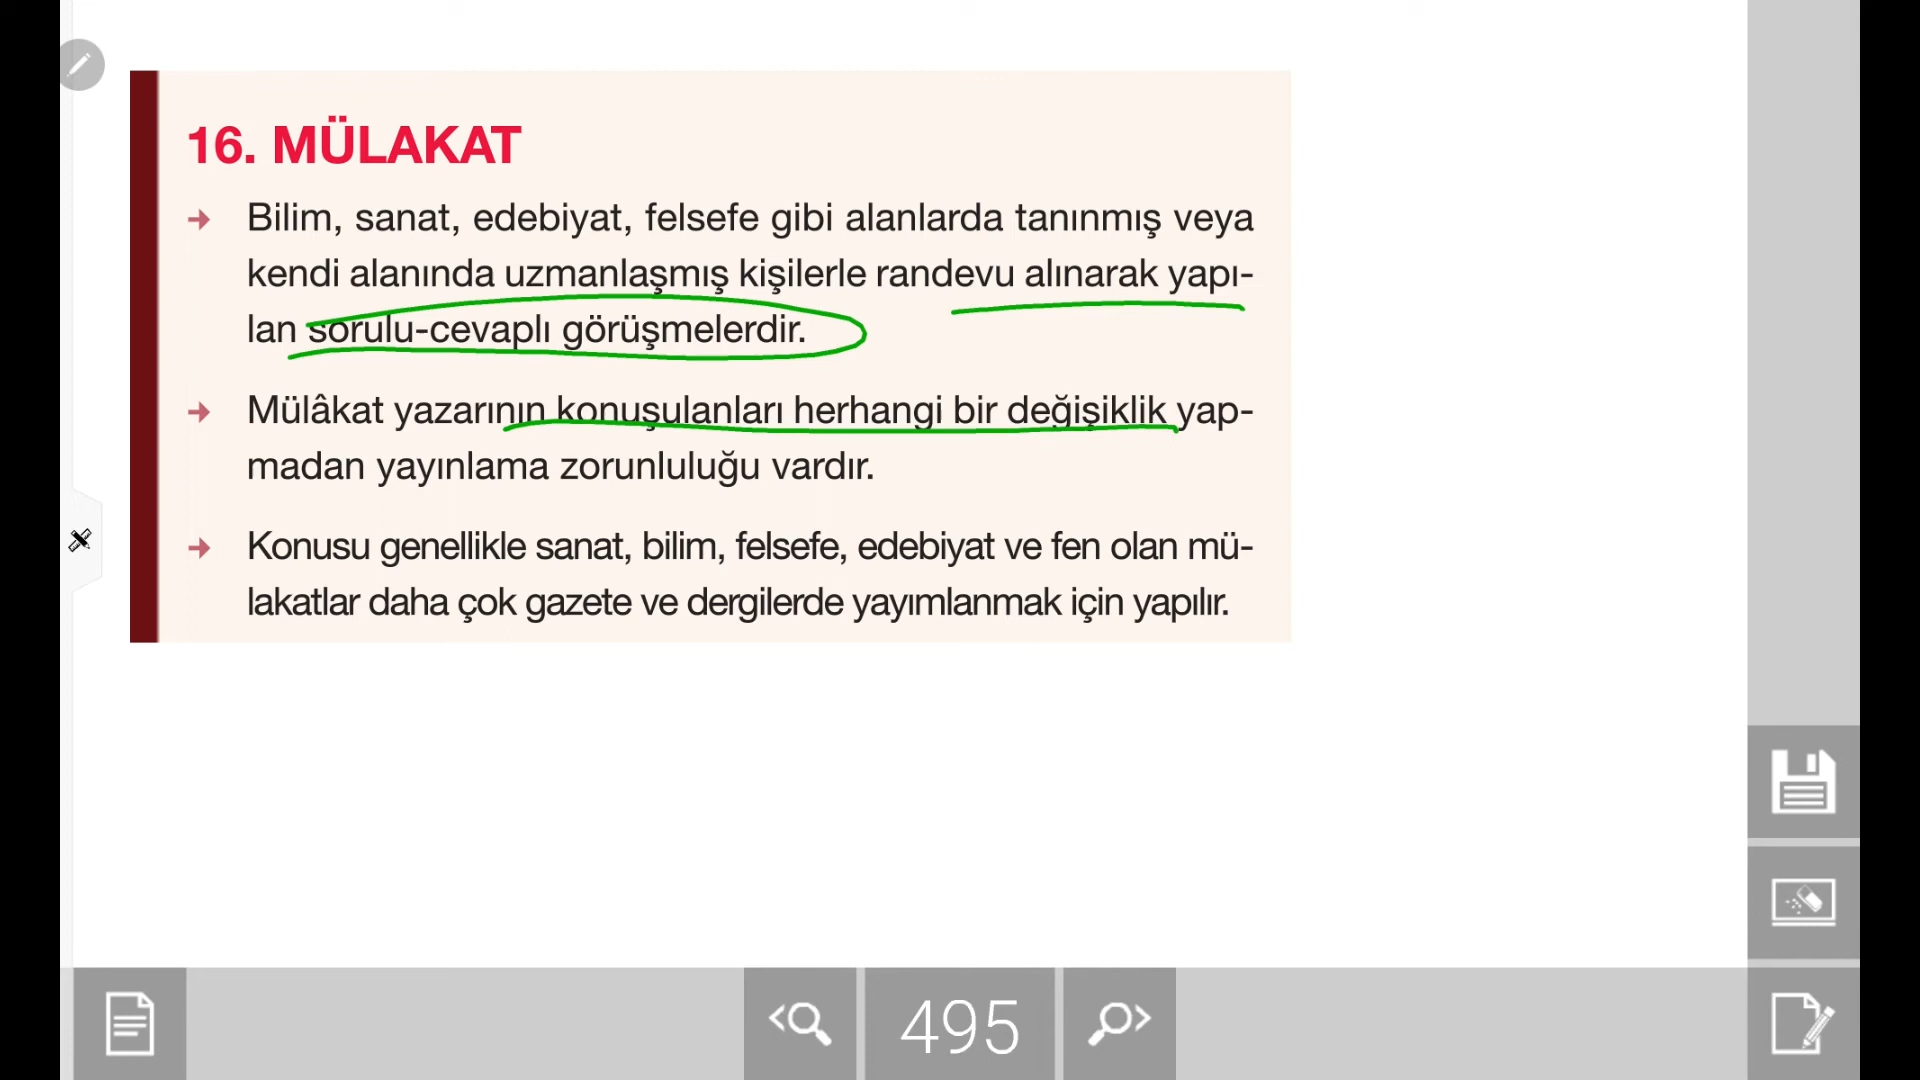 16. MÜLAKAT
→ Bilim, sanat, edebiyat, felsefe gibi alanlarda tanınmış veya
kendi alanında uzmanlaşmış kişilerle randevu alınarak yapı-
lan sorulu-cevaplı görüşmelerdir.
→ Mülâkat yazarının konuşulanları herhangi bir değişiklik yap-
madan yayınlama zorunluluğu vardır.
→ Konusu genellikle sanat, bilim, felsefe, edebiyat ve fen olan mü-
lakatlar daha çok gazete ve dergilerde yayımlanmak için yapılır.
495